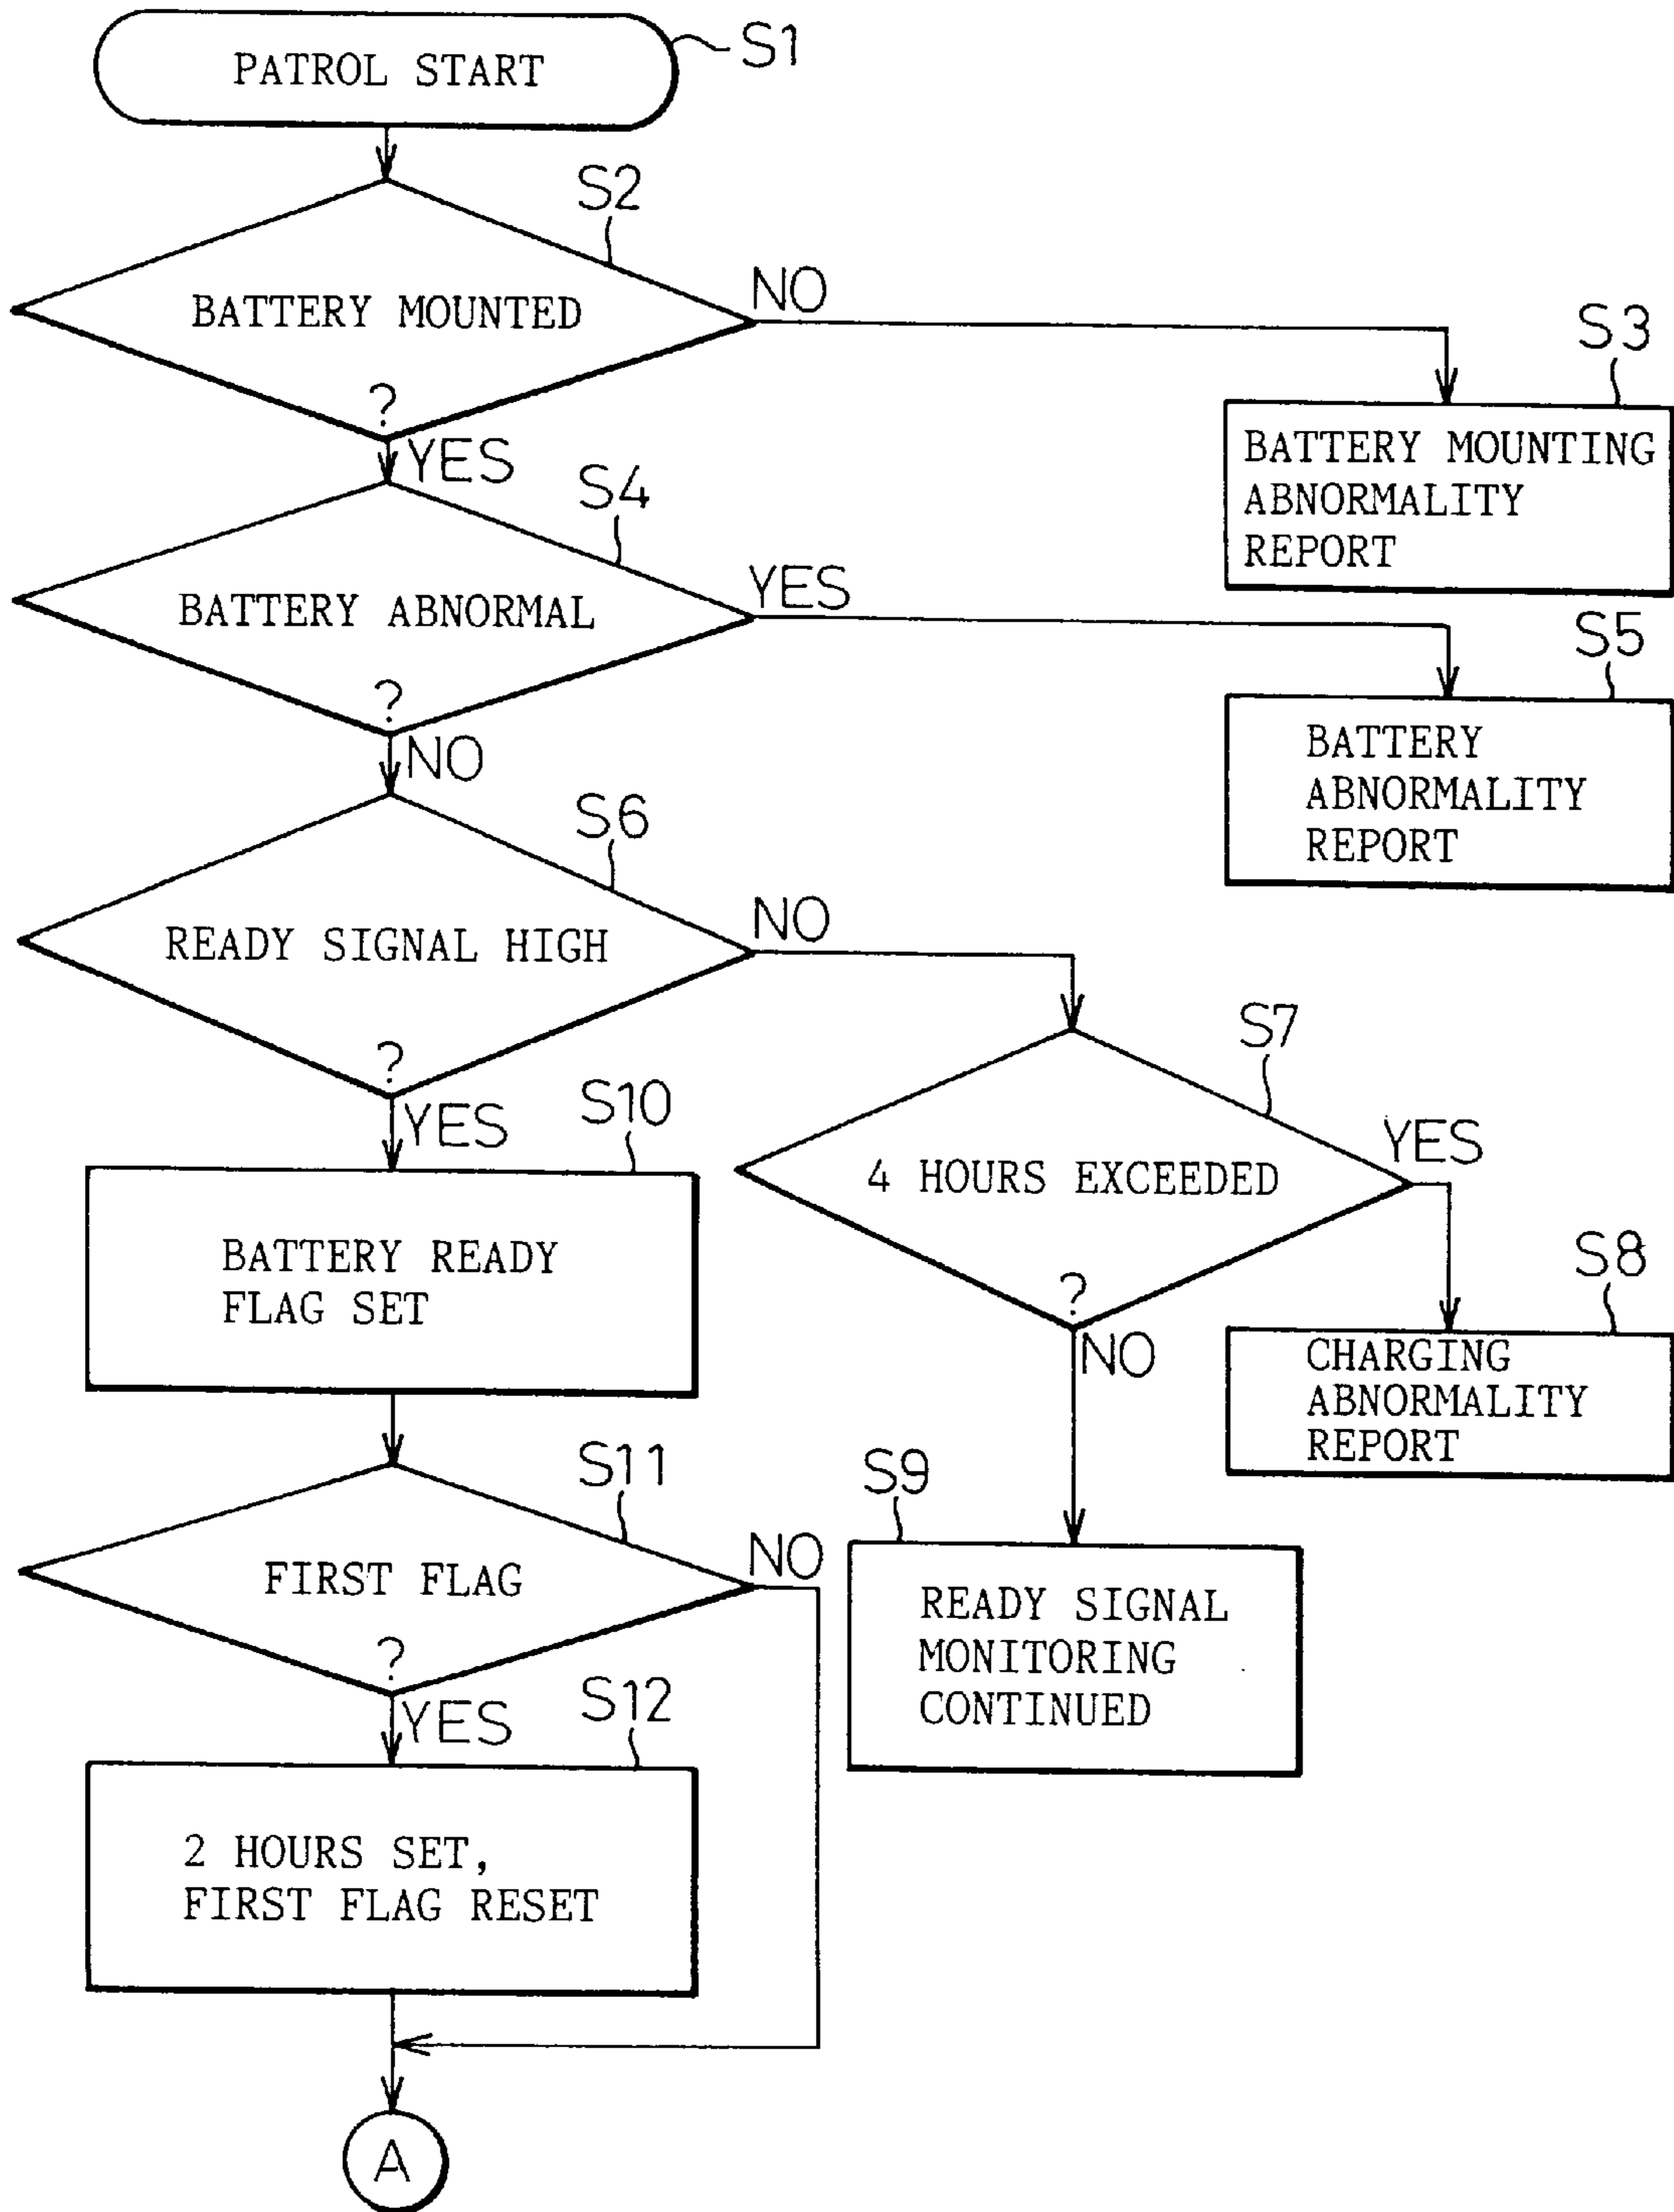 PATROL START
S1
S2
BATTERY MOUNTED
?
NO
YES
S3
BATTERY MOUNTING
ABNORMALITY
REPORT
S4
BATTERY ABNORMAL
?
YES
NO
S5
BATTERY
ABNORMALITY
REPORT
S6
READY SIGNAL HIGH
?
NO
YES
S7
4 HOURS EXCEEDED
?
YES
NO
S8
CHARGING
ABNORMALITY
REPORT
S9
READY SIGNAL
MONITORING
CONTINUED
S10
BATTERY READY
FLAG SET
S11
FIRST FLAG
?
NO
YES
S12
2 HOURS SET,
FIRST FLAG RESET
A